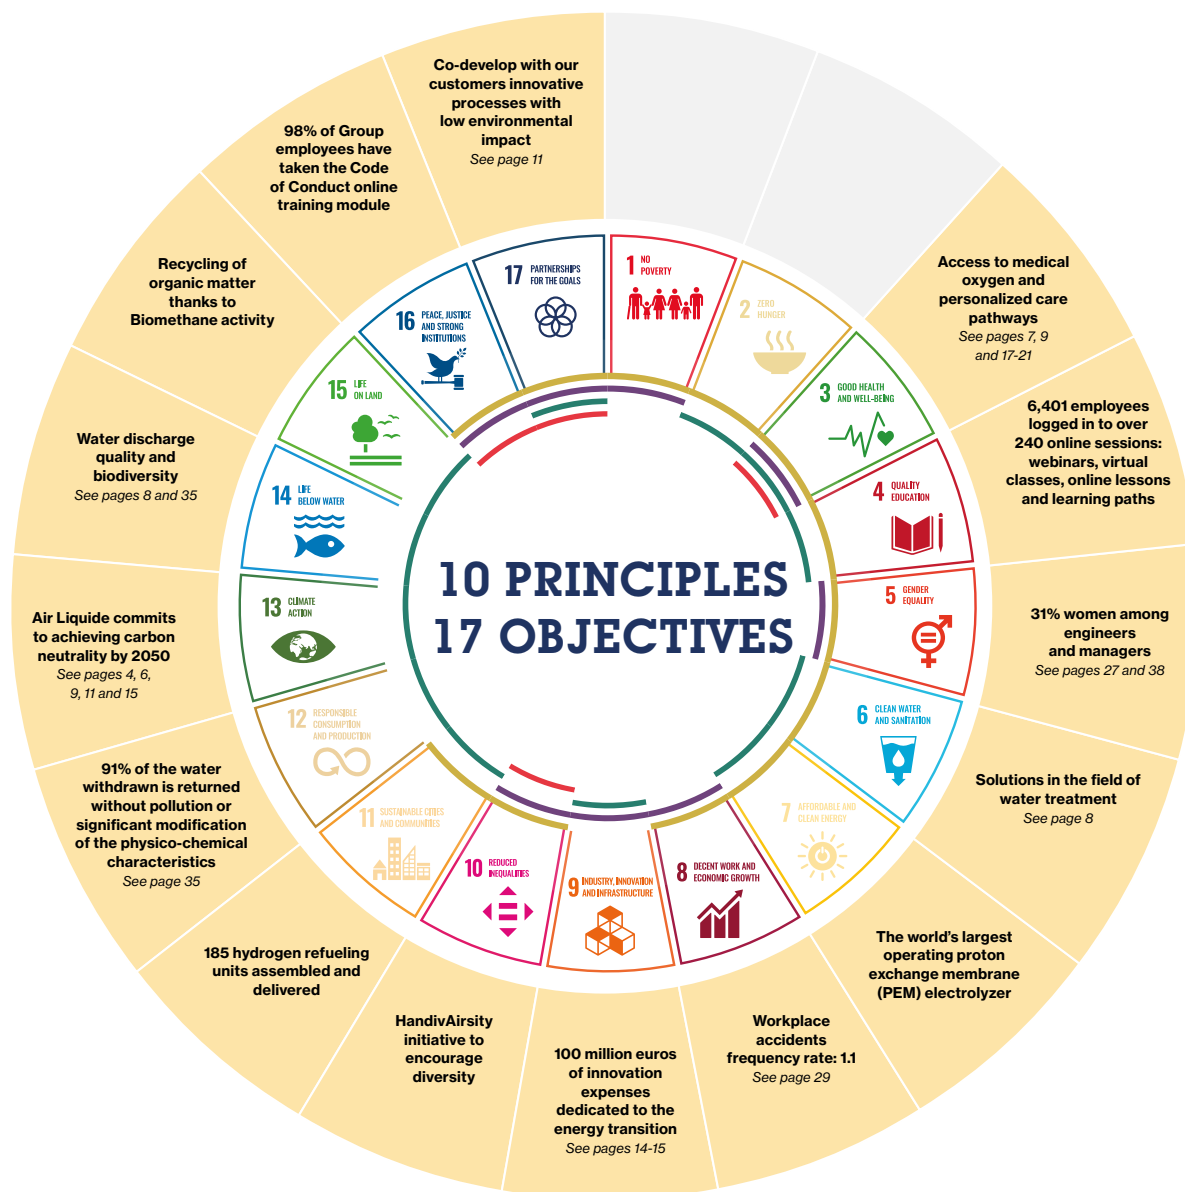 Co-develop with our
customers innovative
processes with
low environmental
impact
See page 11
98% of Group
employees have
taken the Code
of Conduct online
training module
Recycling of
organic matter
thanks to
Biomethane activity
Water discharge
quality and
biodiversity
See pages 8 and 35
Air Liquide commits
to achieving carbon
neutrality by 2050
See pages 4, 6,
9, 11 and 15
91% of the water
withdrawn is returned
without pollution or
significant modification
of the physico-chemical
characteristics
See page 35
185 hydrogen refueling
units assembled and
delivered
HandivAirsity
initiative to
encourage
diversity
100 million euros
of innovation
expenses
dedicated to the
energy transition
See pages 14-15
Workplace
accidents
frequency rate: 1.1
See page 29
The world's largest
operating proton
exchange membrane
(PEM) electrolyzer
Solutions in the field of
water treatment
See page 8
31% women among
engineers
and managers
See pages 27 and 38
6,401 employees
logged in to over
240 online sessions:
webinars, virtual
classes, online lessons
and learning paths
Access to medical
oxygen and
personalized care
pathways
See pages 7, 9
and 17-21
1 NO
POVERTY
2 ZERO
HUNGER
3 GOOD HEALTH
AND WELL-BEING
4 QUALITY
EDUCATION
5 GENDER
EQUALITY
6 CLEAN WATER
AND SANITATION
7 AFFORDABLE AND
CLEAN ENERGY
8 DECENT WORK AND
ECONOMIC GROWTH
9 INDUSTRY, INNOVATION
AND INFRASTRUCTURE
10 REDUCED
INEQUALITIES
11 SUSTAINABLE CITIES
AND COMMUNITIES
12 RESPONSIBLE
CONSUMPTION
AND PRODUCTION
13 CLIMATE
ACTION
14 LIFE
BELOW WATER
15 LIFE
ON LAND
16 PEACE, JUSTICE
AND STRONG
INSTITUTIONS
17 PARTNERSHIPS
FOR THE GOALS
10 PRINCIPLES
17 OBJECTIVES